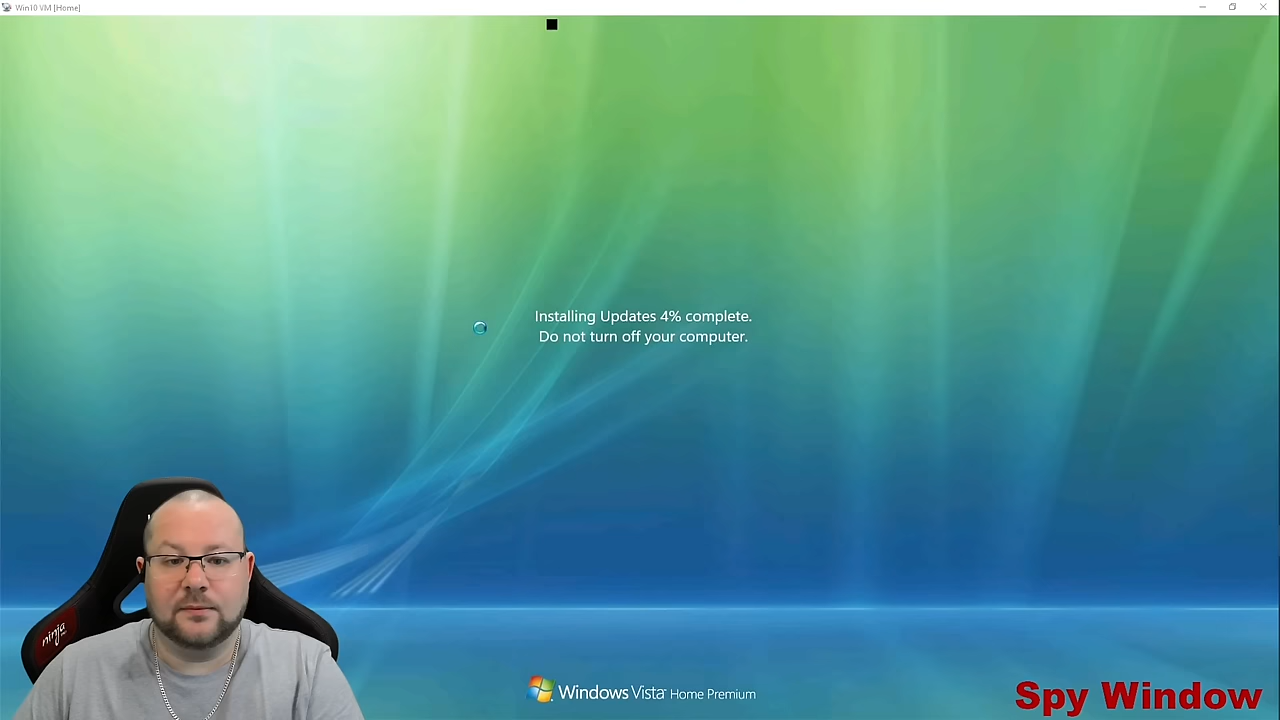 Win10 VM [Home]
Installing Updates 4% complete.
Do not turn off your computer.
ninja
Windows Vista Home Premium
Spy Window